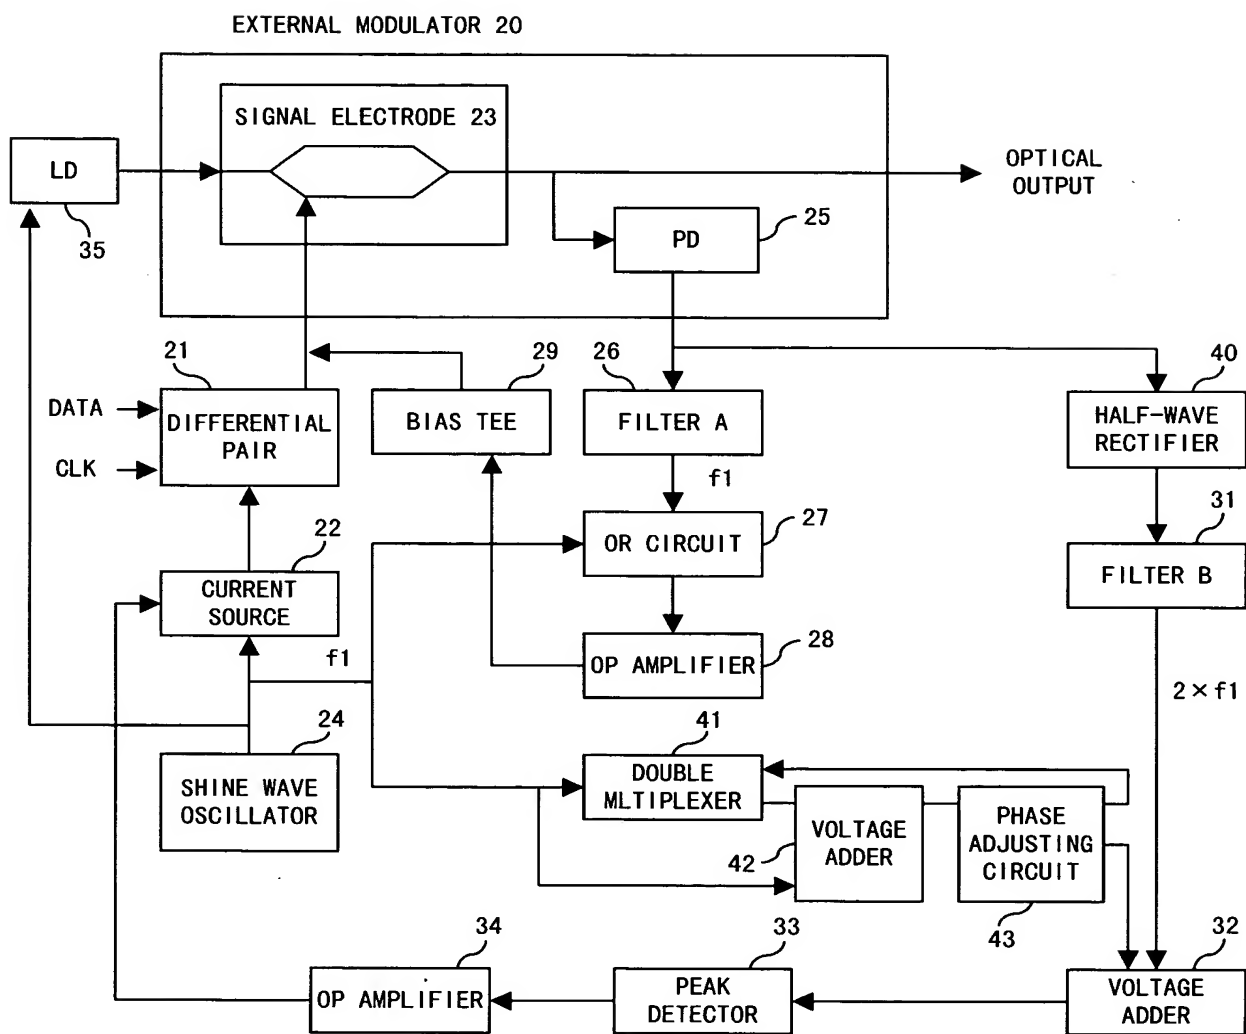 EXTERNAL MODULATOR 20
SIGNAL ELECTRODE 23
LD
35
OPTICAL
OUTPUT
PD
25
21
DATA
CLK
DIFFERENTIAL
PAIR
29
BIAS TEE
26
FILTER A
f1
40
HALF-WAVE
RECTIFIER
27
OR CIRCUIT
31
FILTER B
22
CURRENT
SOURCE
f1
28
OP AMPLIFIER
2×f1
24
SHINE WAVE
OSCILLATOR
41
DOUBLE
MLTIPLEXER
42
VOLTAGE
ADDER
PHASE
ADJUSTING
CIRCUIT
43
34
OP AMPLIFIER
33
PEAK
DETECTOR
32
VOLTAGE
ADDER